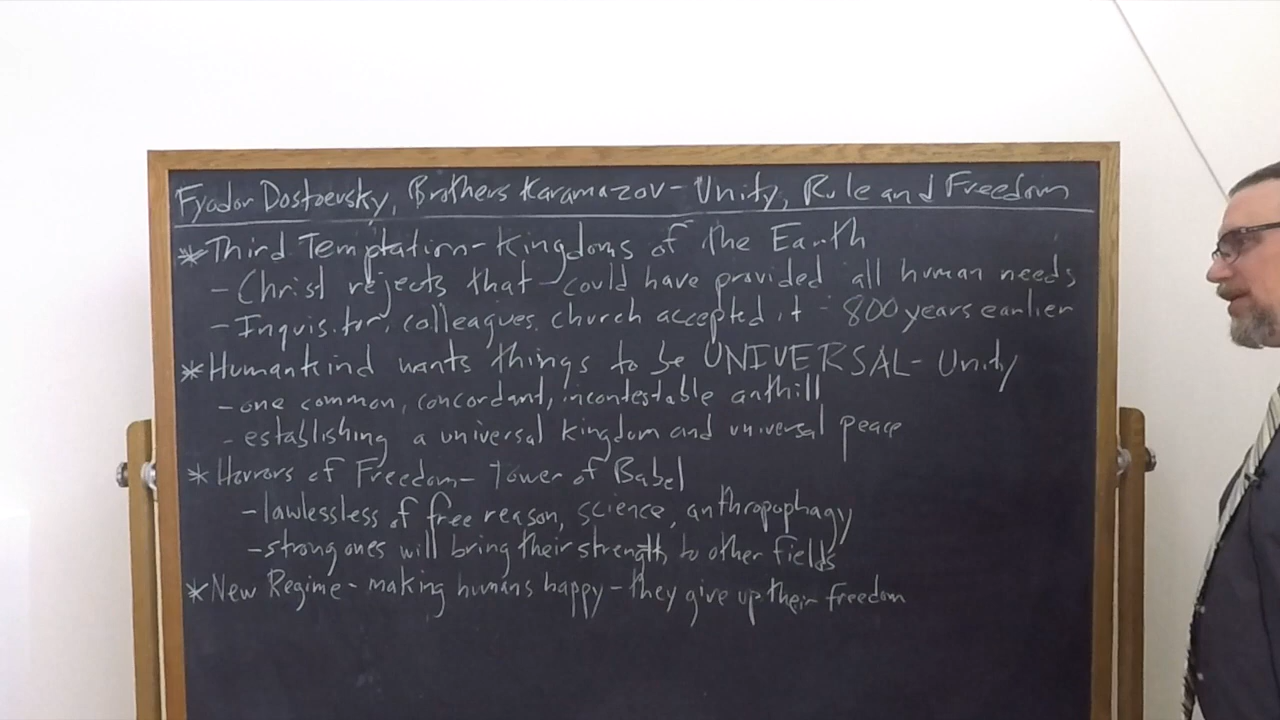 Fyodor Dostoevsky, Brothers Karamazov - Unity, Rule and Freedom
* Third Temptation - Kingdoms of the Earth
- Christ rejects that - could have provided all human needs
- Inquisitor, colleagues, church accepted it - 800 years earlier
* Humankind wants things to be UNIVERSAL - Unity
- one common, concordant, incontestable anthill
- establishing a universal kingdom and universal peace
* Horrors of Freedom - Tower of Babel
- lawlessless of free reason, science, anthropophagy
- strong ones will bring their strength to other fields
* New Regime - making humans happy - they give up their freedom